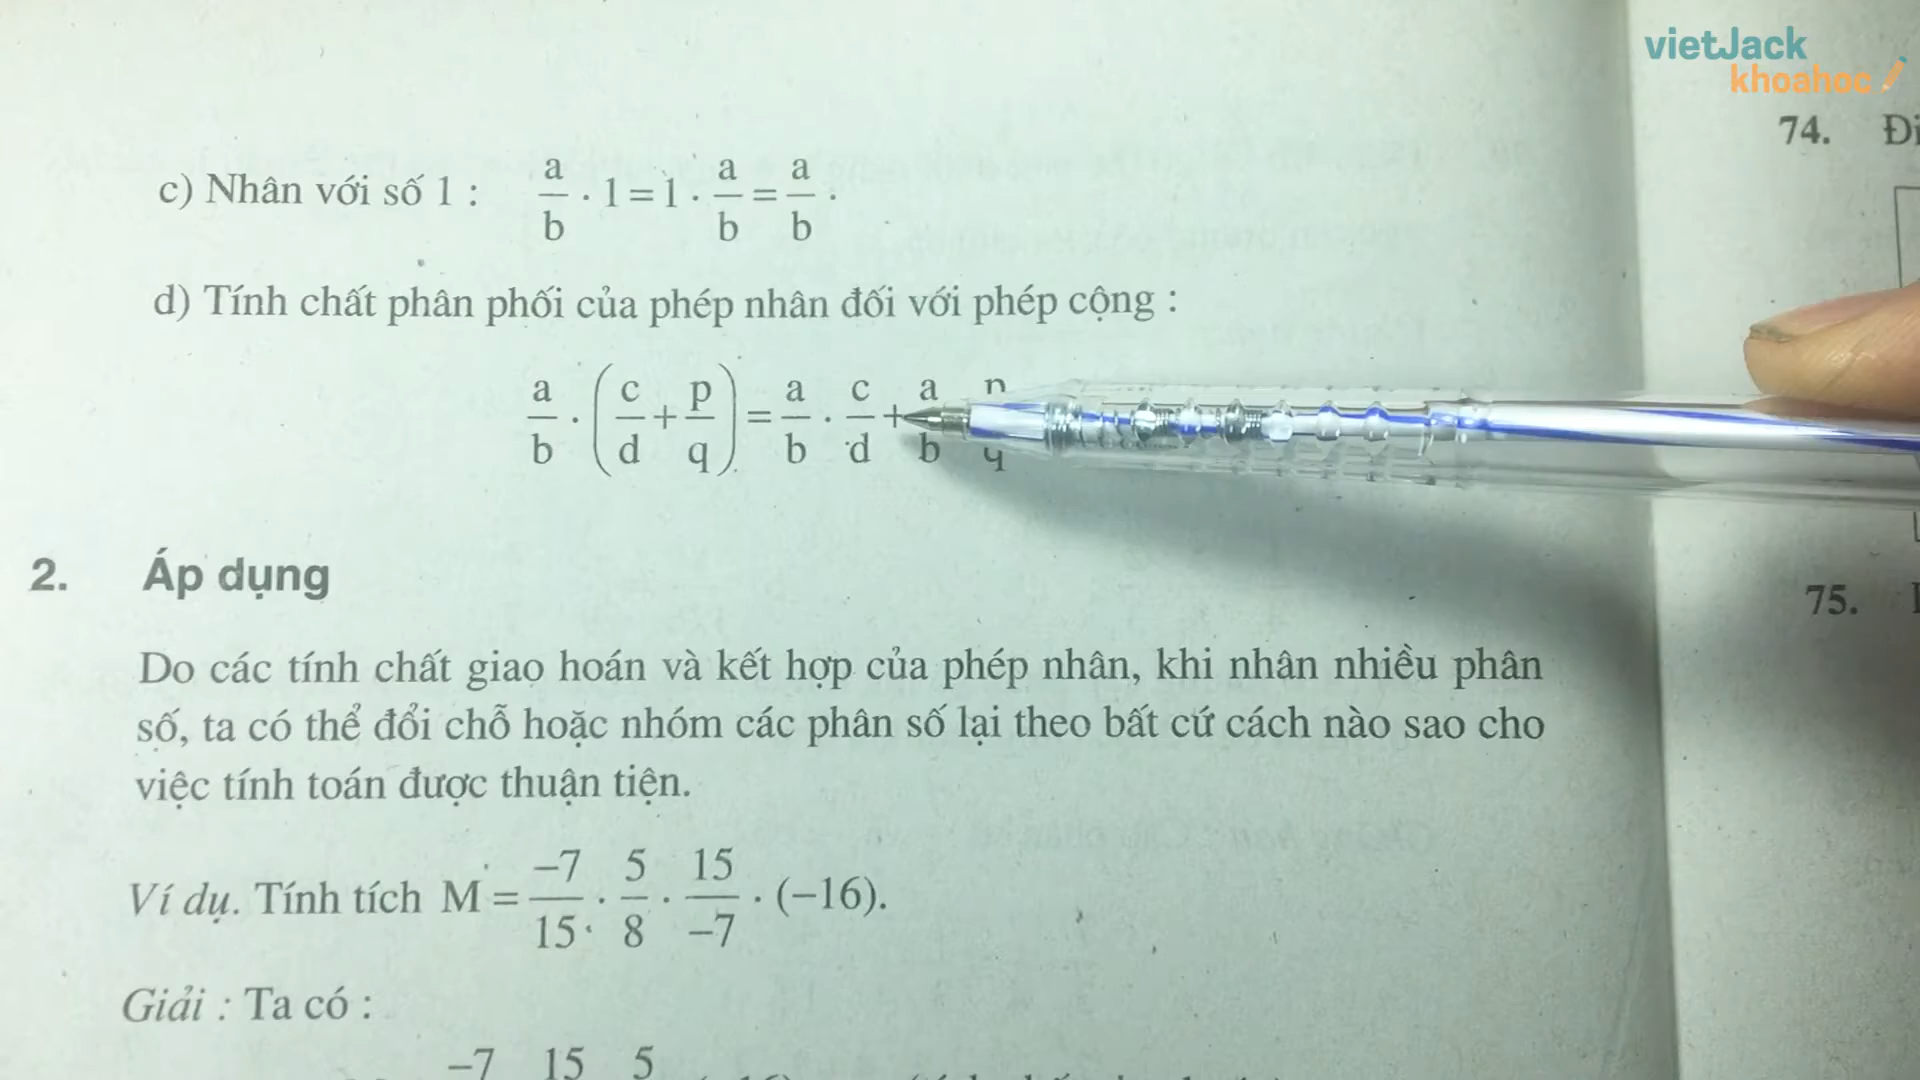 vietJack
khoahoc
74.
c) Nhân với số 1 : a/b · 1 = 1 · a/b = a/b ·
d) Tính chất phân phối của phép nhân đối với phép cộng :
a/b · (c/d + p/q) = a/b · c/d + a/b
2. Áp dụng
75.
Do các tính chất giao hoán và kết hợp của phép nhân, khi nhân nhiều phân
số, ta có thể đổi chỗ hoặc nhóm các phân số lại theo bất cứ cách nào sao cho
việc tính toán được thuận tiện.
Ví dụ. Tính tích M = −7/15 · 5/8 · 15/−7 · (−16).
Giải : Ta có :
−7 15 5